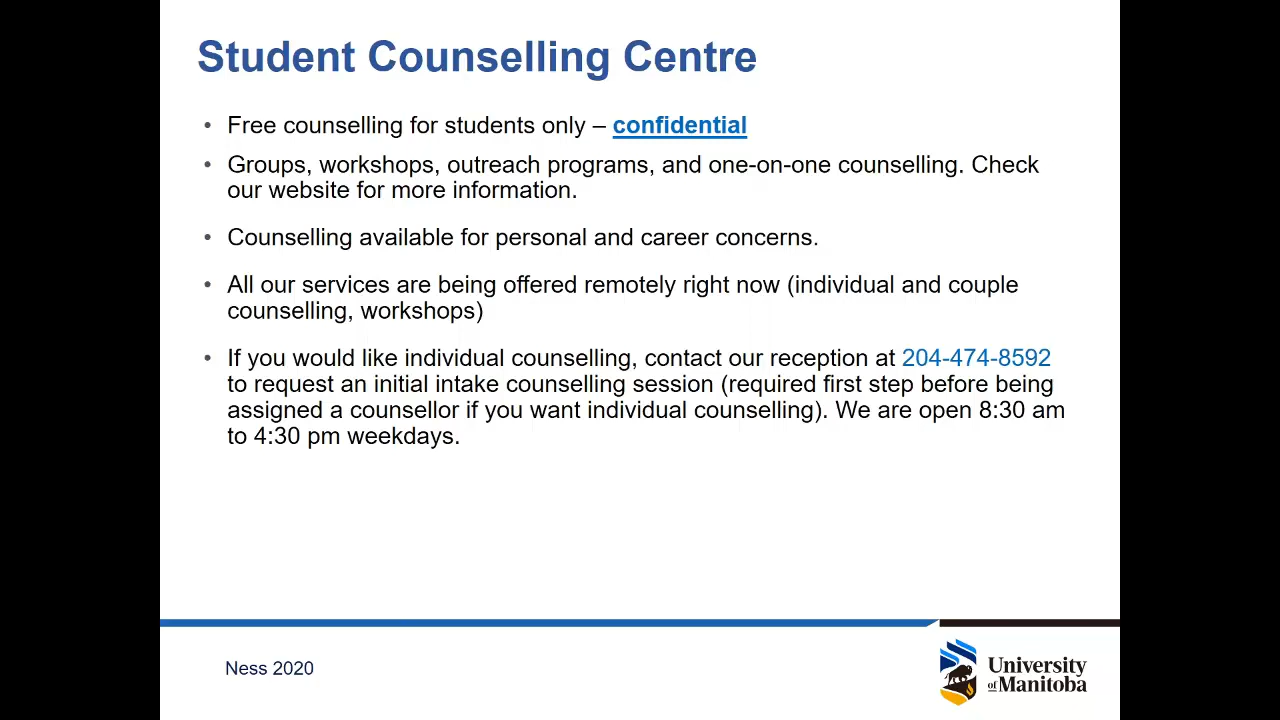 Student Counselling Centre
• Free counselling for students only – confidential
• Groups, workshops, outreach programs, and one-on-one counselling. Check
our website for more information.
• Counselling available for personal and career concerns.
• All our services are being offered remotely right now (individual and couple
counselling, workshops)
• If you would like individual counselling, contact our reception at 204-474-8592
to request an initial intake counselling session (required first step before being
assigned a counsellor if you want individual counselling). We are open 8:30 am
to 4:30 pm weekdays.
Ness 2020
University
of Manitoba